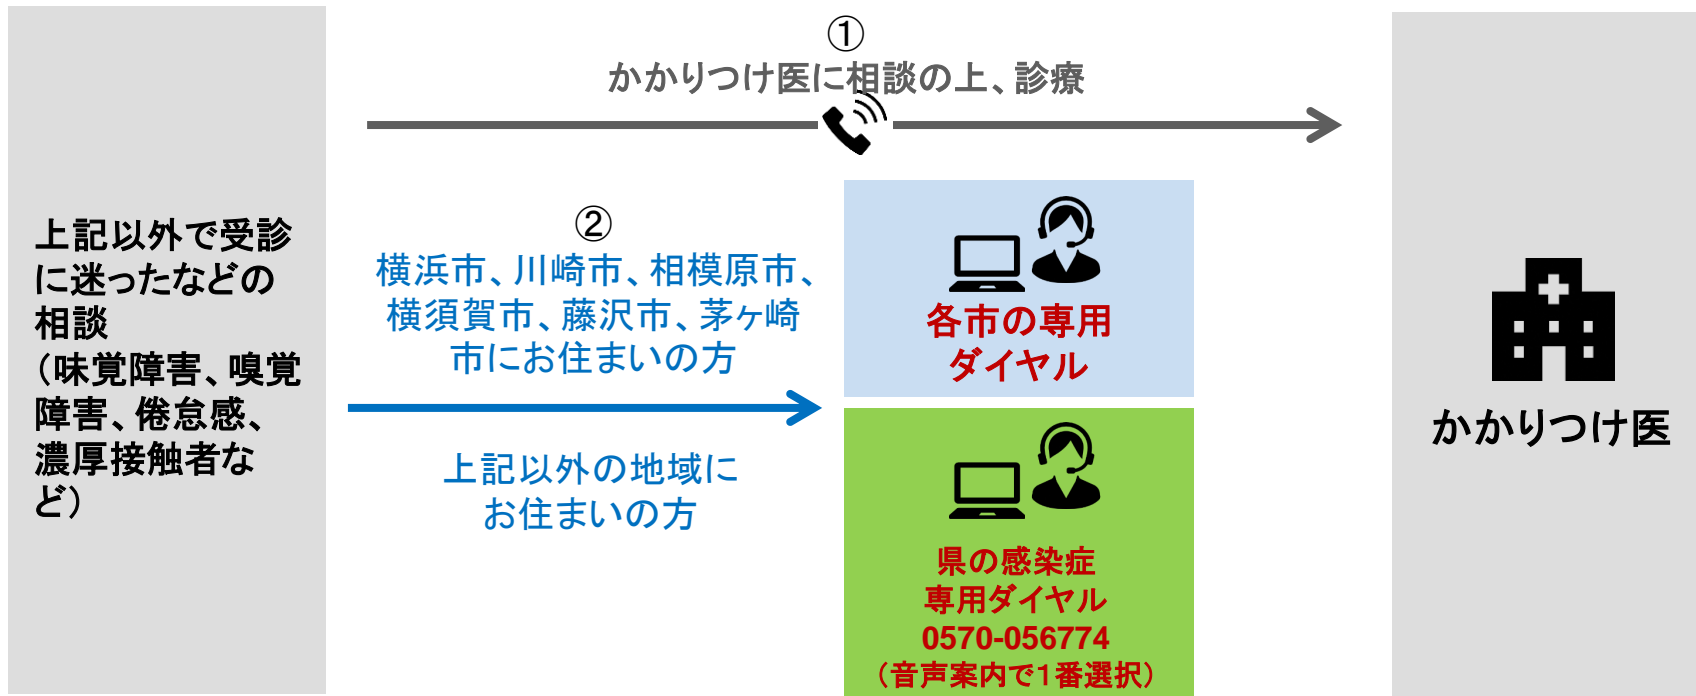 上記以外で受診
に迷ったなどの
相談
（味覚障害、嗅覚
障害、倦怠感、
濃厚接触者な
ど）
①
かかりつけ医に相談の上、診療
②
横浜市、川崎市、相模原市、
横須賀市、藤沢市、茅ヶ崎
市にお住まいの方
上記以外の地域に
お住まいの方
各市の専用
ダイヤル
県の感染症
専用ダイヤル
0570-056774
（音声案内で１番選択）
かかりつけ医